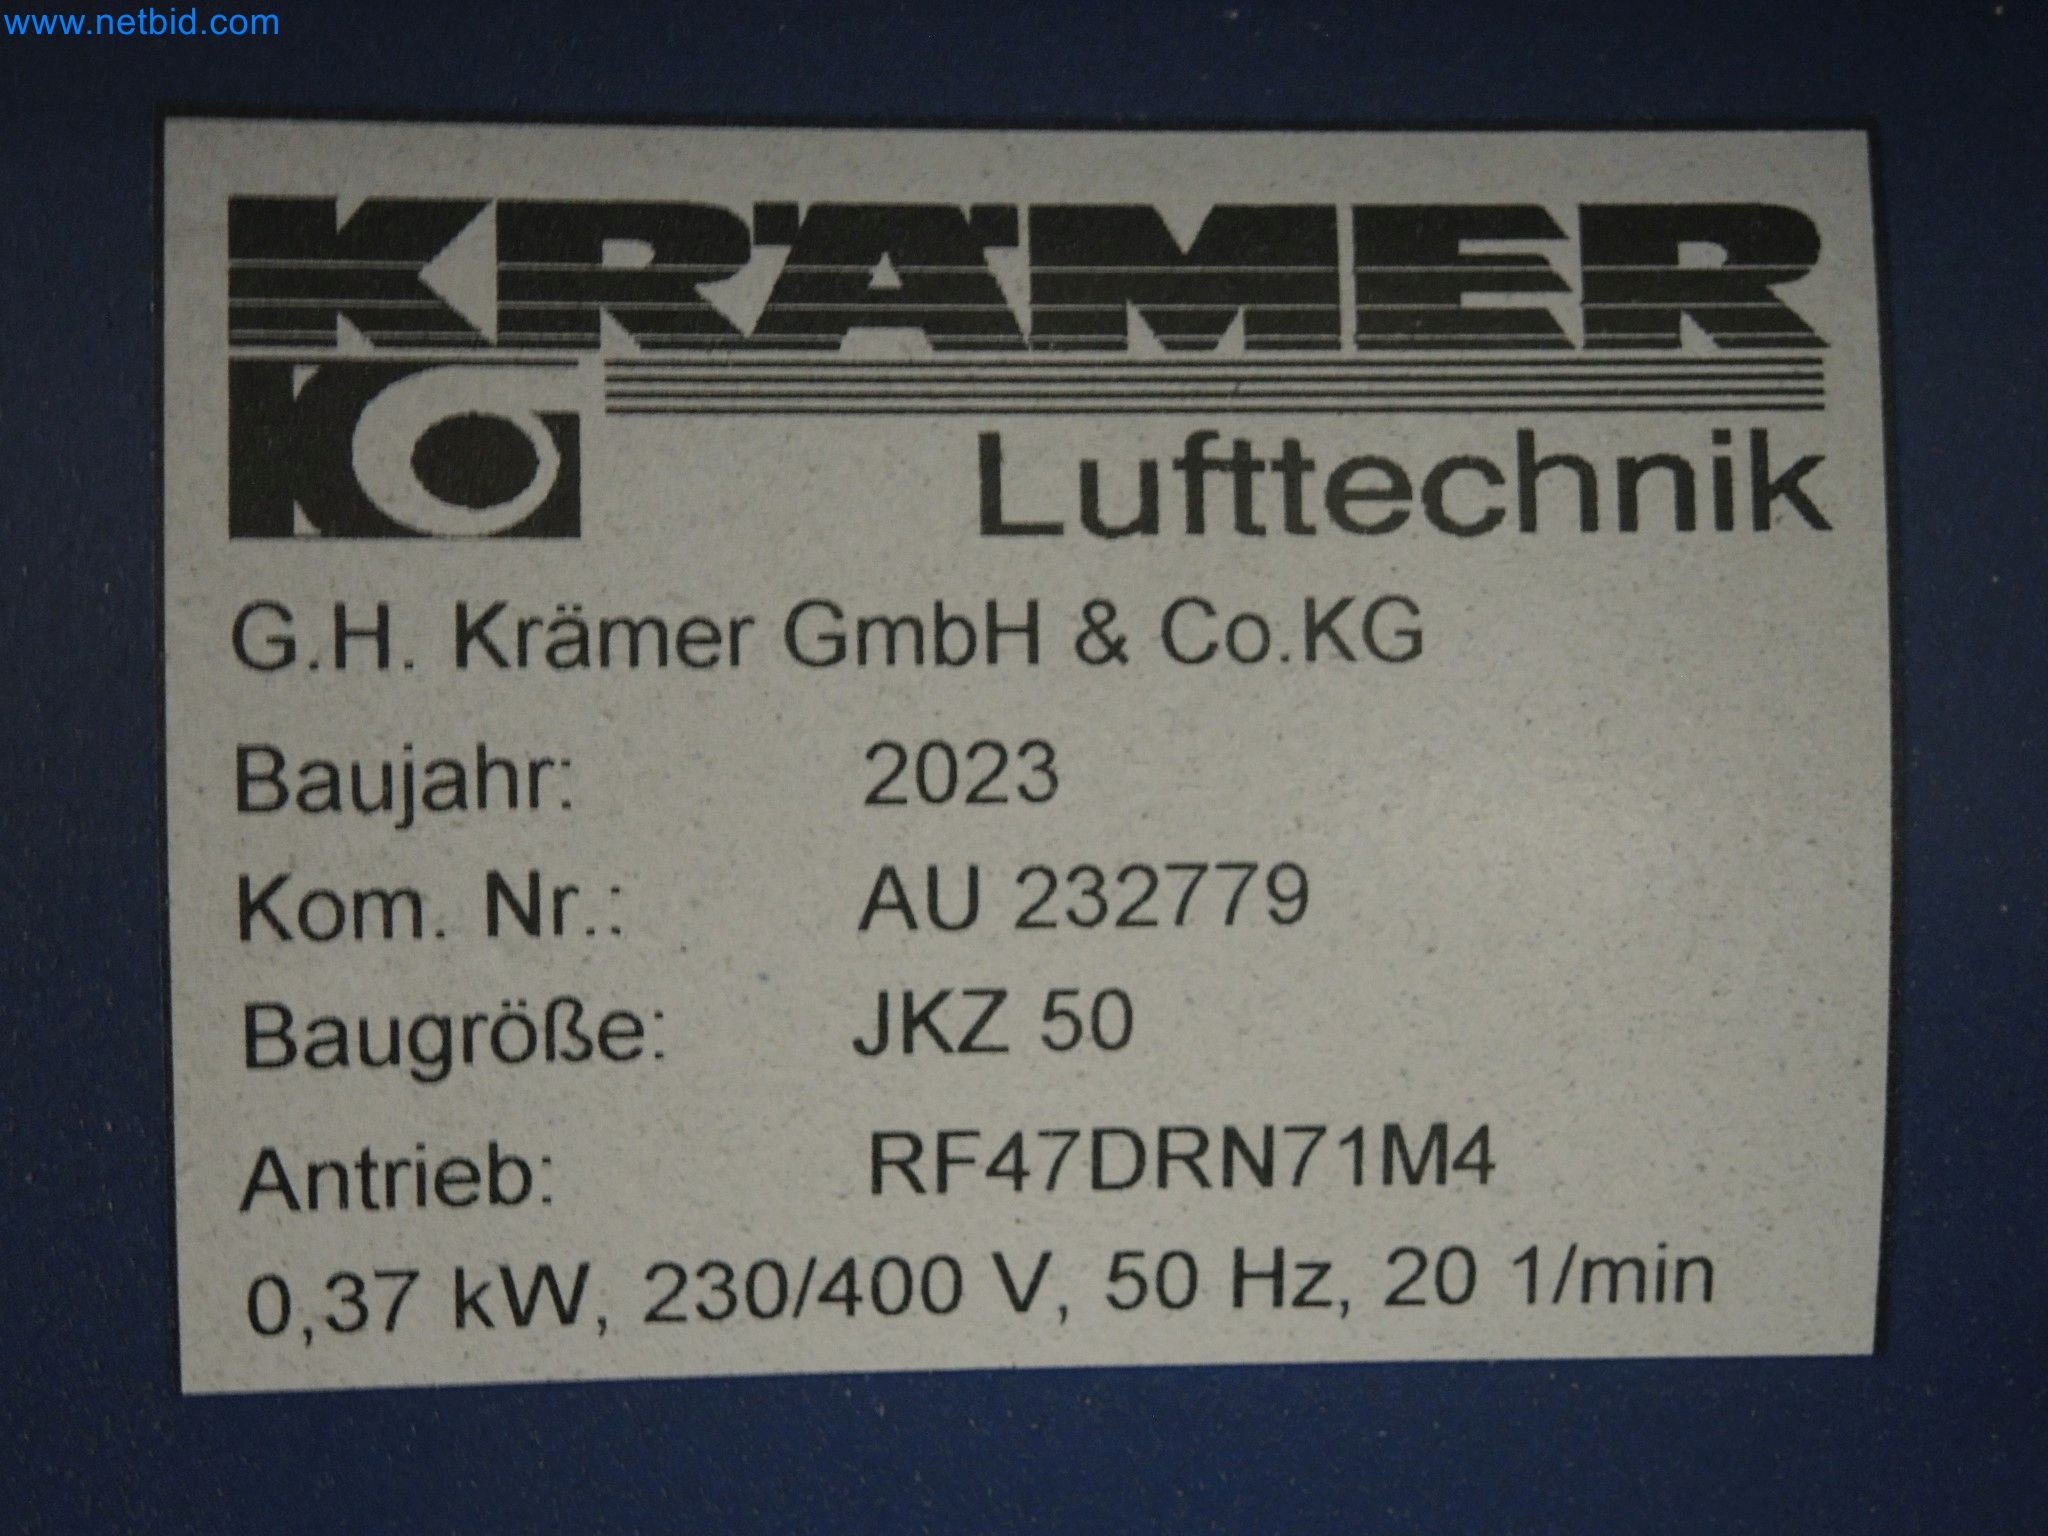 www.netbid.com
KRÄMER
Lufttechnik
G.H. Krämer GmbH & Co.KG
Baujahr: 2023
Kom. Nr.: AU 232779
Baugröße: JKZ 50
Antrieb: RF47DRN71M4
0,37 kW, 230/400 V, 50 Hz, 20 1/min